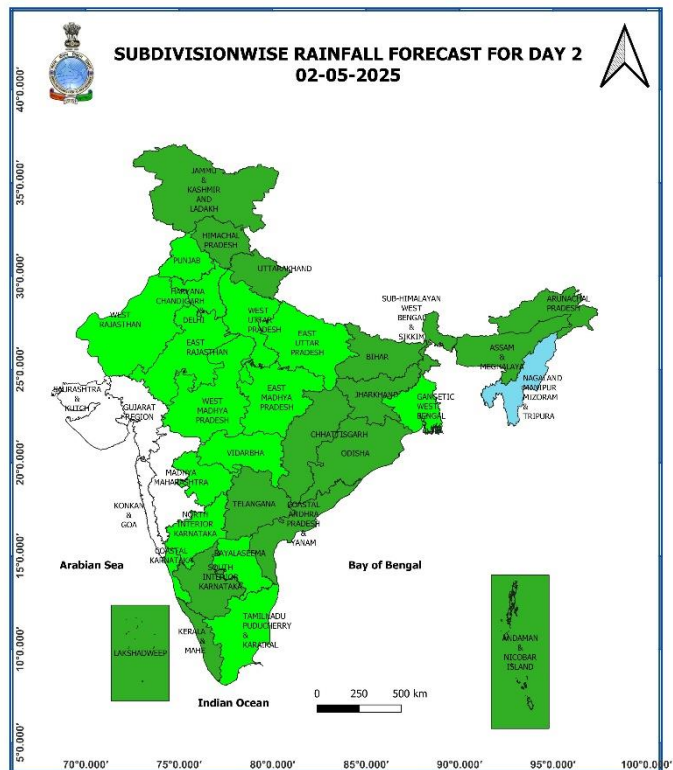 SUBDIVISIONWISE RAINFALL FORECAST FOR DAY 2
02-05-2025
40°0.000'
35°0.000'
30°0.000'
25°0.000'
20°0.000'
15°0.000'
10°0.000'
5°0.000'
JAMMU
&
KASHMIR
AND
LADAKH
HIMACHAL
PRADESH
PUNJAB
UTTARAKHAND
HARYANA
CHANDIGARH
DELHI
WEST
RAJASTHAN
WEST
UTTAR
PRADESH
EAST
RAJASTHAN
EAST
UTTAR
PRADESH
SUB-HIMALAYAN
WEST
BENGAL
&
SIKKIM
ARUNACHAL
PRADESH
ASSAM
&
MEGHALAYA
NAGALAND
MANIPUR
MIZORAM
&
TRIPURA
BIHAR
JHARKHAND
GANGETIC
WEST
BENGAL
SAURASHTRA
&
KUTCH
GUJARAT
REGION
WEST
MADHYA
PRADESH
EAST
MADHYA
PRADESH
CHHATTISGARH
ODISHA
VIDARBHA
MADHYA
MAHARASHTRA
KONKAN
&
GOA
TELANGANA
COASTAL
ANDHRA
PRADESH
&
YANAM
NORTH
INTERIOR
KARNATAKA
COASTAL
KARNATAKA
RAYALASEEMA
SOUTH
INTERIOR
KARNATAKA
Arabian Sea
Bay of Bengal
TAMILNADU
PUDUCHERRY
&
KARAIKAL
KERALA
&
MAHE
LAKSHADWEEP
ANDAMAN
&
NICOBAR
ISLAND
Indian Ocean
0 250 500 km
70°0.000' 75°0.000' 80°0.000' 85°0.000' 90°0.000' 95°0.000' 100°0.000'